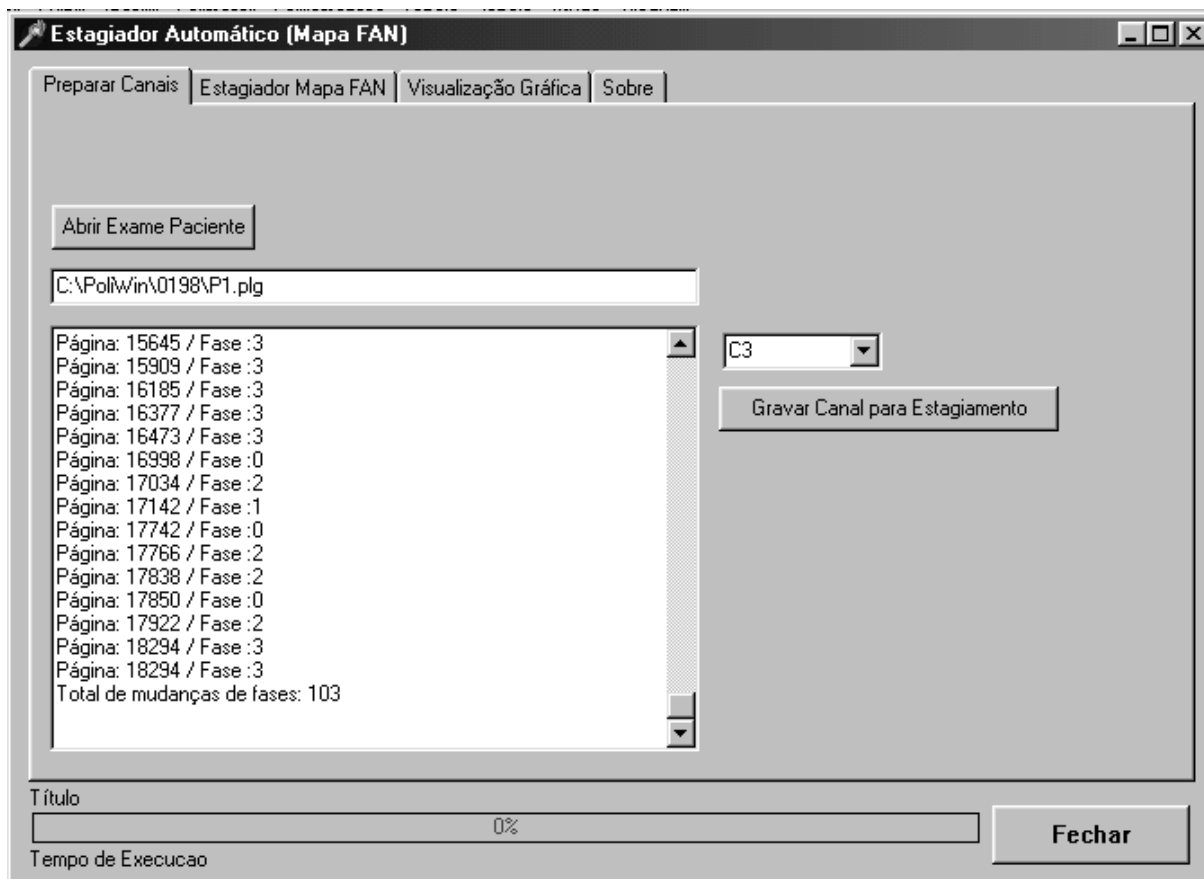 Estagiador Automático (Mapa FAN)
Preparar Canais Estagiador Mapa FAN Visualização Gráfica Sobre
Abrir Exame Paciente
C:\PoliWin\0198\P1.plg
Página: 15645 / Fase :3
Página: 15909 / Fase :3
Página: 16185 / Fase :3
Página: 16377 / Fase :3
Página: 16473 / Fase :3
Página: 16998 / Fase :0
Página: 17034 / Fase :2
Página: 17142 / Fase :1
Página: 17742 / Fase :0
Página: 17766 / Fase :2
Página: 17838 / Fase :2
Página: 17850 / Fase :0
Página: 17922 / Fase :2
Página: 18294 / Fase :3
Página: 18294 / Fase :3
Total de mudanças de fases: 103
C3
Gravar Canal para Estagiamento
Título
0%
Tempo de Execucao
Fechar